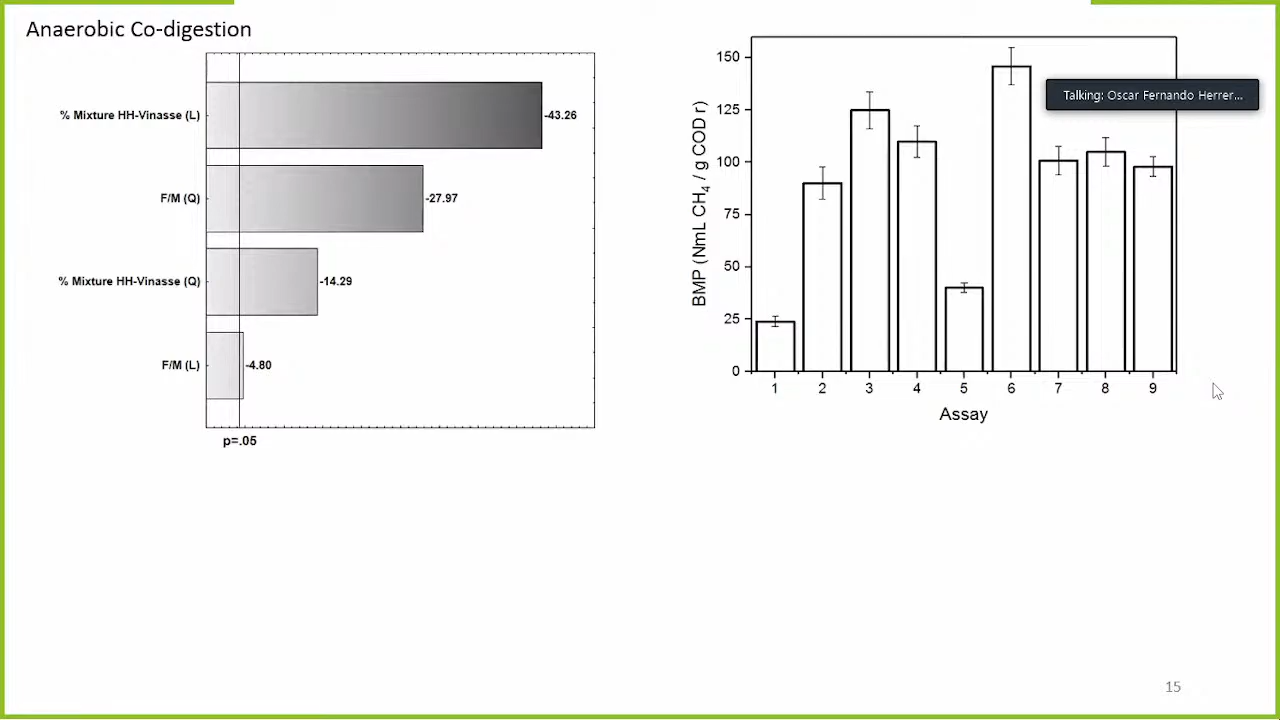 Anaerobic Co-digestion
% Mixture HH-Vinasse (L)
-43.26
F/M (Q)
-27.97
% Mixture HH-Vinasse (Q)
-14.29
F/M (L)
-4.80
p=.05
BMP (NmL CH4 / g COD r)
150
125
100
75
50
25
0
1 2 3 4 5 6 7 8 9
Assay
Talking: Oscar Fernando Herrer...
15